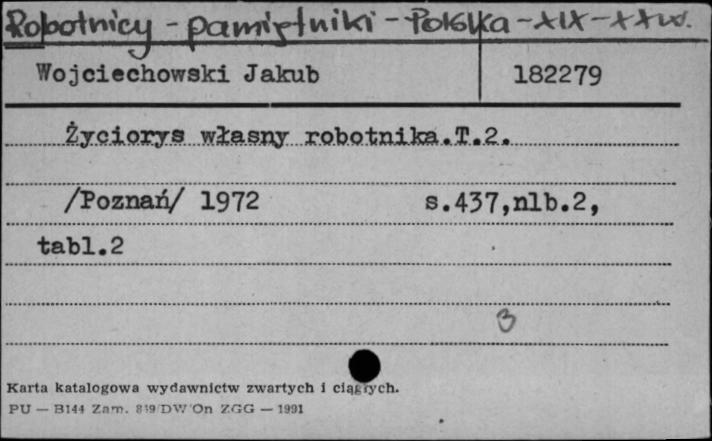 Robotnicy - pamiętniki - Polska - XIX - XX w.
Wojciechowski Jakub 182279
Życiorys własny robotnika.T.2.
/Poznań/ 1972 s.437,nlb.2,
tabl.2
3
Karta katalogowa wydawnictw zwartych i ciągłych.
PU — B144 Zam. 819/DW/On ZGG — 1991